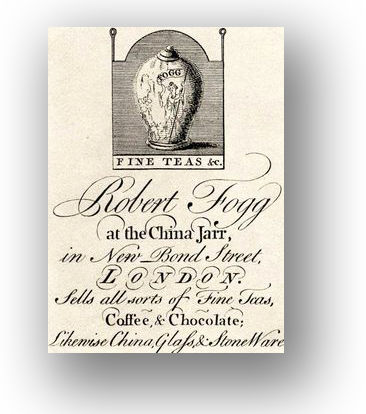 FOGG
FINE TEAS &c.
Robert Fogg
at the China Jarr,
in New Bond Street,
LONDON.
Sells all sorts of Fine Teas,
Coffee, & Chocolate;
Likewise China, Glaſs, & Stone Ware